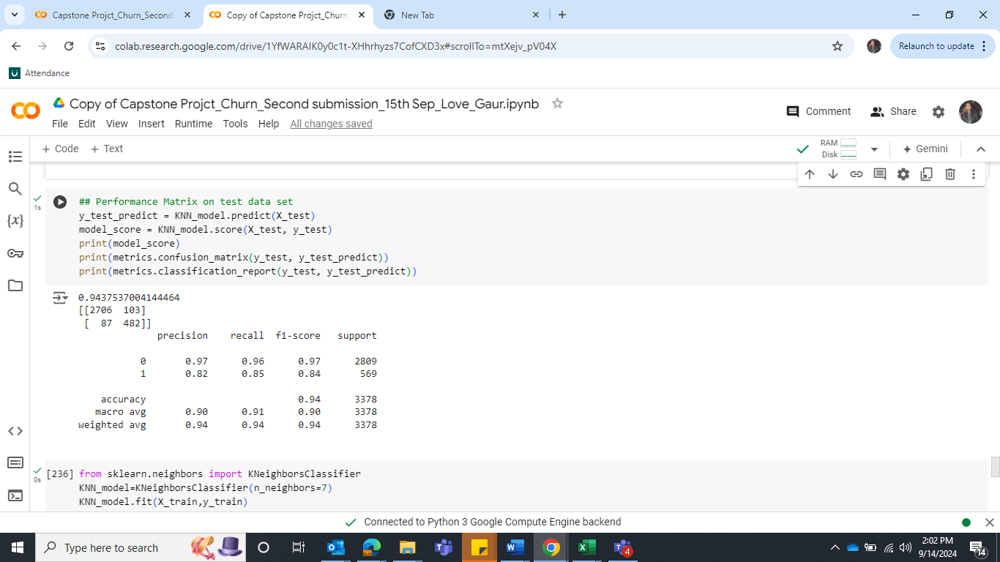 Capstone Projct_Churn_Second
Copy of Capstone Projct_Churn
New Tab
colab.research.google.com/drive/1YfWARAIK0y0c1t-XHhrhyzs7CofCXD3x#scrollTo=mtXejv_pV04X
Relaunch to update
Attendance
Copy of Capstone Projct_Churn_Second submission_15th Sep_Love_Gaur.ipynb
File Edit View Insert Runtime Tools Help All changes saved
Comment Share
+ Code + Text
RAM
Disk
Gemini
1s
## Performance Matrix on test data set
y_test_predict = KNN_model.predict(X_test)
model_score = KNN_model.score(X_test, y_test)
print(model_score)
print(metrics.confusion_matrix(y_test, y_test_predict))
print(metrics.classification_report(y_test, y_test_predict))
0.9437537004144464
[[2706 103]
[ 87 482]]
precision recall f1-score support
0 0.97 0.96 0.97 2809
1 0.82 0.85 0.84 569
accuracy 0.94 3378
macro avg 0.90 0.91 0.90 3378
weighted avg 0.94 0.94 0.94 3378
0s
[236] from sklearn.neighbors import KNeighborsClassifier
KNN_model=KNeighborsClassifier(n_neighbors=7)
KNN_model.fit(X_train,y_train)
Connected to Python 3 Google Compute Engine backend
Type here to search
4
2:02 PM
9/14/2024
14